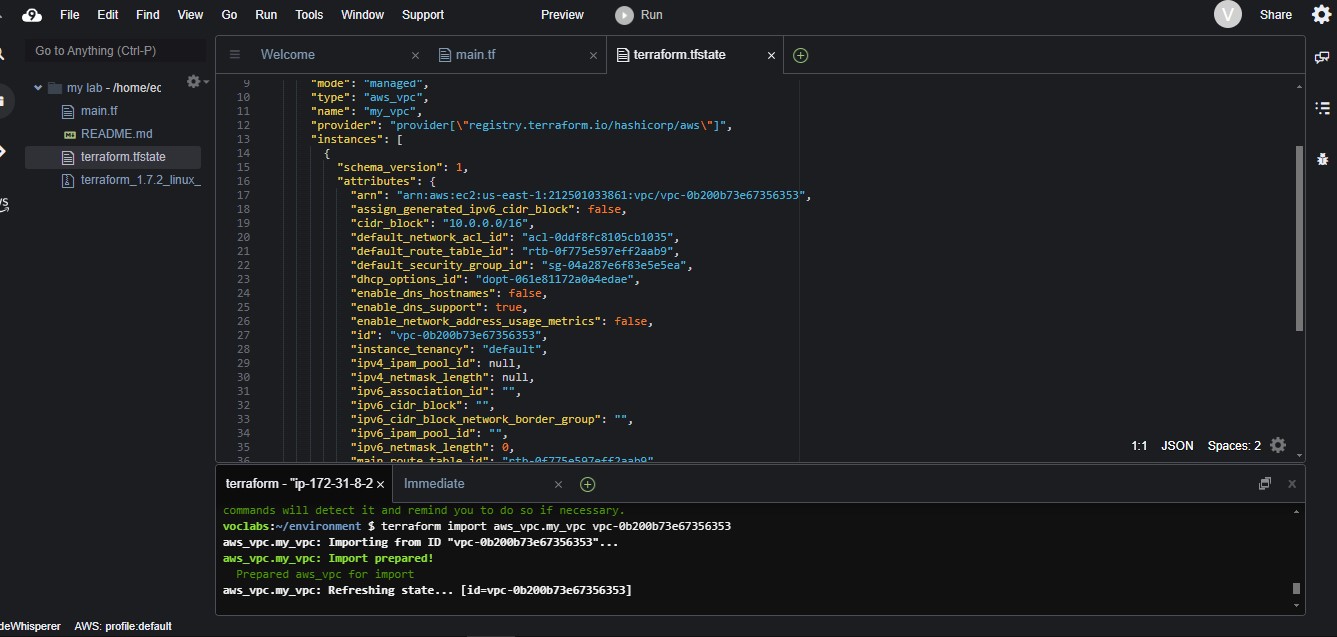 File Edit Find View Go Run Tools Window Support Preview Run V Share
Go to Anything (Ctrl-P)
my lab - /home/ec
main.tf
README.md
terraform.tfstate
terraform_1.7.2_linux_
Welcome × main.tf × terraform.tfstate ×
9 "mode": "managed",
10 "type": "aws_vpc",
11 "name": "my_vpc",
12 "provider": "provider[\"registry.terraform.io/hashicorp/aws\"]",
13 "instances": [
14 {
15 "schema_version": 1,
16 "attributes": {
17 "arn": "arn:aws:ec2:us-east-1:212501033861:vpc/vpc-0b200b73e67356353",
18 "assign_generated_ipv6_cidr_block": false,
19 "cidr_block": "10.0.0.0/16",
20 "default_network_acl_id": "acl-0ddf8fc8105cb1035",
21 "default_route_table_id": "rtb-0f775e597eff2aab9",
22 "default_security_group_id": "sg-04a287e6f83e5e5ea",
23 "dhcp_options_id": "dopt-061e81172a0a4edae",
24 "enable_dns_hostnames": false,
25 "enable_dns_support": true,
26 "enable_network_address_usage_metrics": false,
27 "id": "vpc-0b200b73e67356353",
28 "instance_tenancy": "default",
29 "ipv4_ipam_pool_id": null,
30 "ipv4_netmask_length": null,
31 "ipv6_association_id": "",
32 "ipv6_cidr_block": "",
33 "ipv6_cidr_block_network_border_group": "",
34 "ipv6_ipam_pool_id": "",
35 "ipv6_netmask_length": 0,
36 "main_route_table_id": "rtb-0f775e597eff2aab9"
1:1 JSON Spaces: 2
terraform - "ip-172-31-8-2 × Immediate ×
commands will detect it and remind you to do so if necessary.
voclabs:~/environment $ terraform import aws_vpc.my_vpc vpc-0b200b73e67356353
aws_vpc.my_vpc: Importing from ID "vpc-0b200b73e67356353"...
aws_vpc.my_vpc: Import prepared!
Prepared aws_vpc for import
aws_vpc.my_vpc: Refreshing state... [id=vpc-0b200b73e67356353]
deWhisperer AWS: profile:default